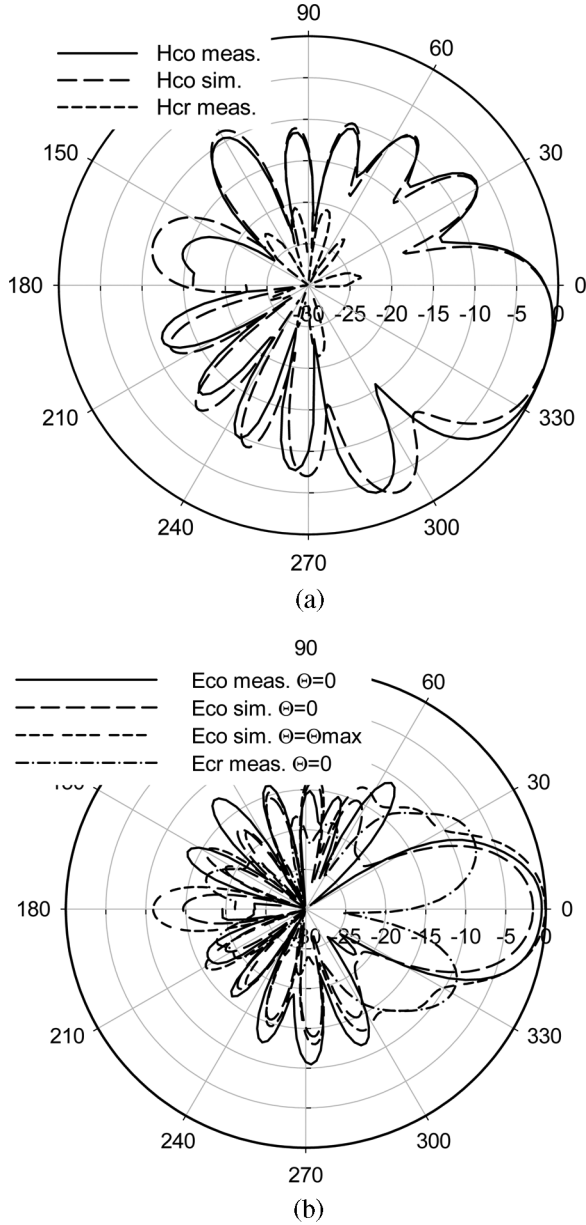 90
Hco meas.
60
Hco sim.
Hcr meas.
150
30
180
-30 -25 -20 -15 -10 -5 0
0
210
330
240
300
270
(a)
90
Eco meas. Θ=0
60
Eco sim. Θ=0
Eco sim. Θ=Θmax
Ecr meas. Θ=0
30
180
-30 -25 -20 -15 -10 -5 0
0
210
330
240
300
270
(b)